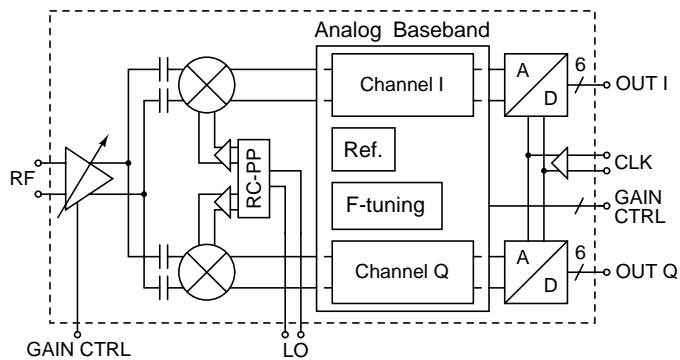 Analog Baseband
Channel I
A
D
6
OUT I
Ref.
RC-PP
CLK
RF
F-tuning
GAIN
CTRL
Channel Q
A
D
6
OUT Q
GAIN CTRL
LO